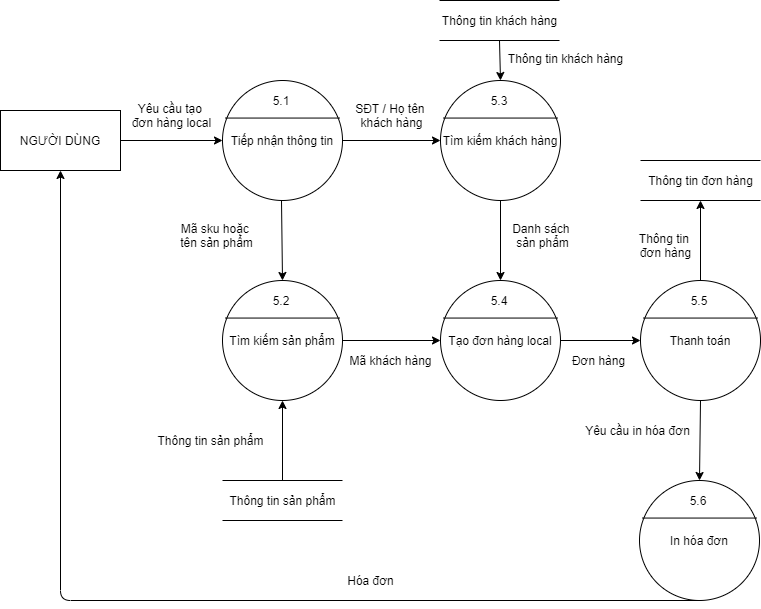 Thông tin khách hàng
Thông tin khách hàng
5.1
5.3
Yêu cầu tạo
đơn hàng local
SĐT / Họ tên
khách hàng
NGƯỜI DÙNG
Tiếp nhận thông tin
Tìm kiếm khách hàng
Thông tin đơn hàng
Mã sku hoặc
tên sản phẩm
Danh sách
sản phẩm
Thông tin
đơn hàng
5.2
5.4
5.5
Tìm kiếm sản phẩm
Mã khách hàng
Tạo đơn hàng local
Đơn hàng
Thanh toán
Thông tin sản phẩm
Yêu cầu in hóa đơn
Thông tin sản phẩm
5.6
In hóa đơn
Hóa đơn